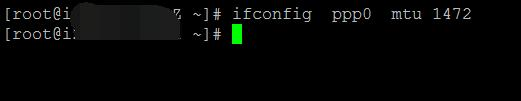 [root@i Z ~]# ifconfig ppp0 mtu 1472
[root@i ~]#